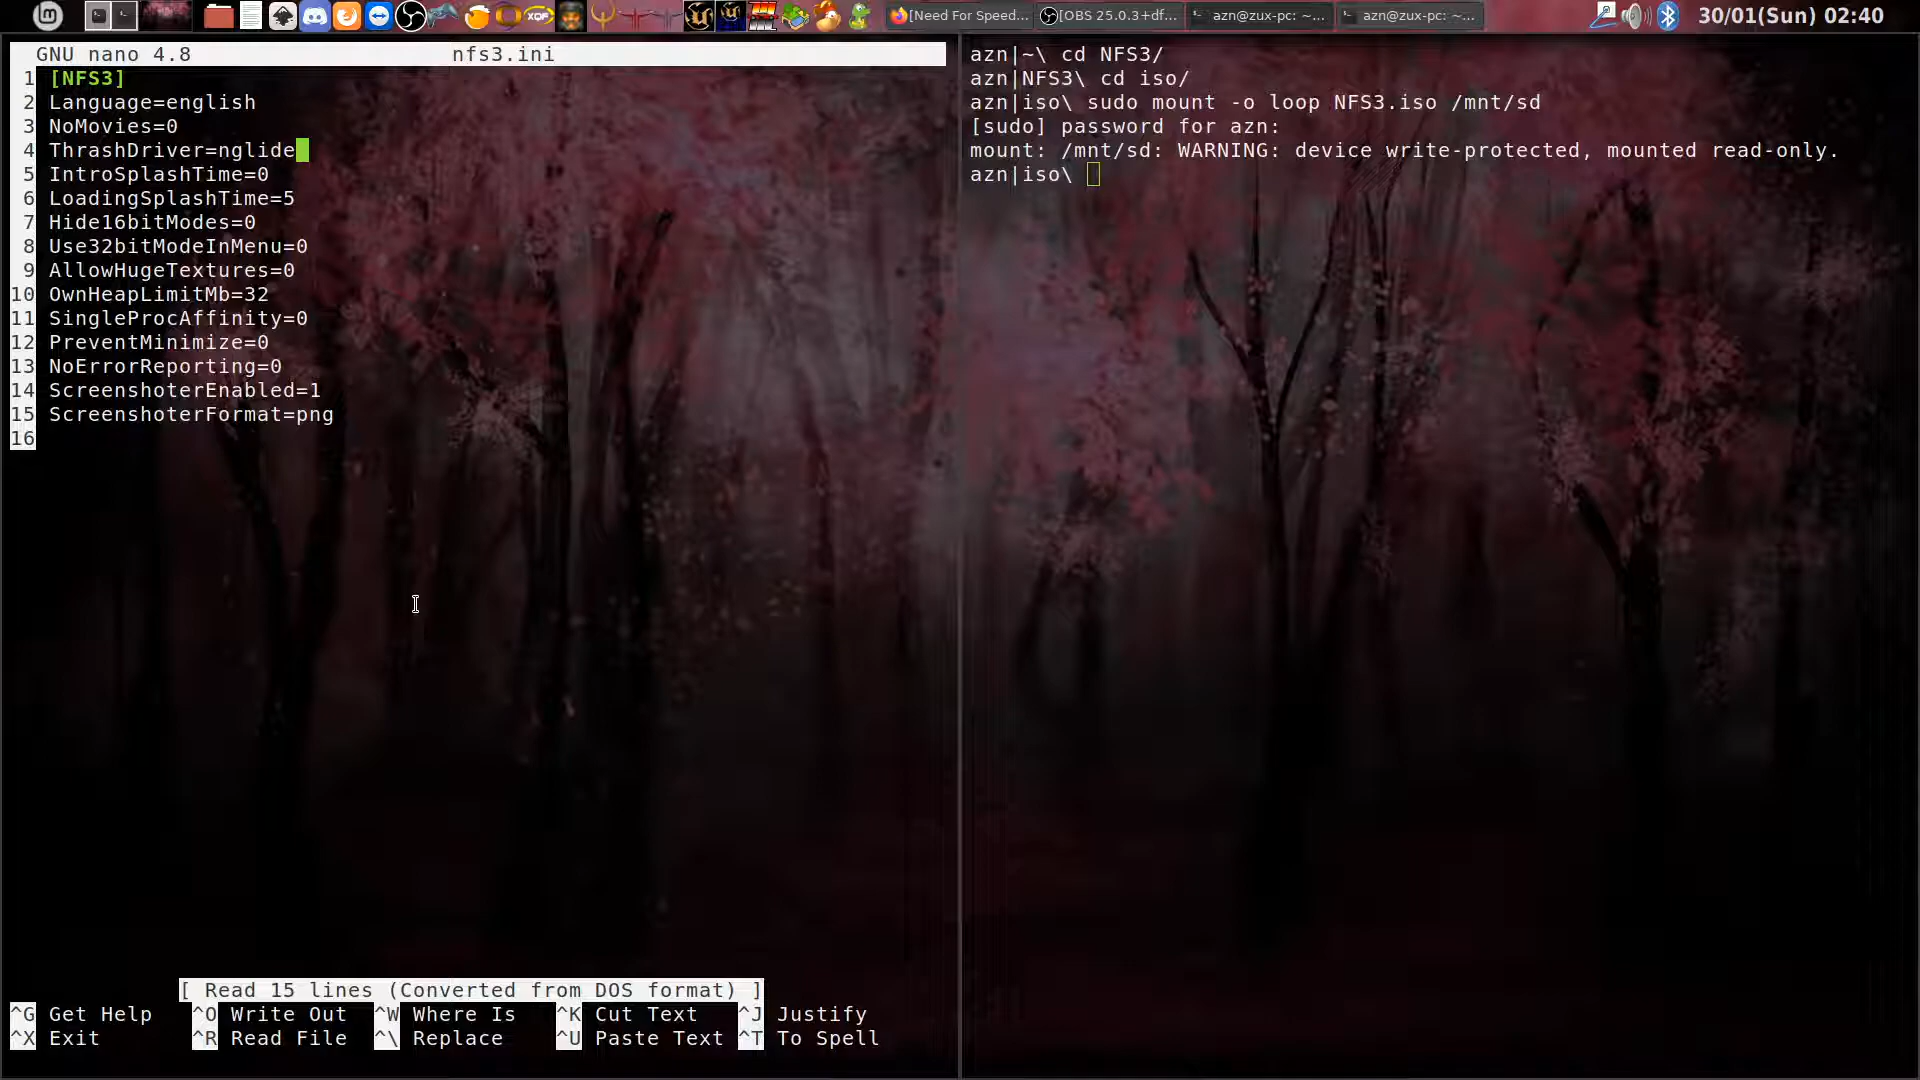 [Need For Speed...
[OBS 25.0.3+df...
azn@zux-pc: ~...
azn@zux-pc: ~...
30/01(Sun) 02:40
XQF
GNU nano 4.8 nfs3.ini
1 [NFS3]
2 Language=english
3 NoMovies=0
4 ThrashDriver=nglide
5 IntroSplashTime=0
6 LoadingSplashTime=5
7 Hide16bitModes=0
8 Use32bitModeInMenu=0
9 AllowHugeTextures=0
10 OwnHeapLimitMb=32
11 SingleProcAffinity=0
12 PreventMinimize=0
13 NoErrorReporting=0
14 ScreenshoterEnabled=1
15 ScreenshoterFormat=png
16
[ Read 15 lines (Converted from DOS format) ]
^G Get Help ^O Write Out ^W Where Is ^K Cut Text ^J Justify
^X Exit ^R Read File ^\ Replace ^U Paste Text ^T To Spell
azn|~\ cd NFS3/
azn|NFS3\ cd iso/
azn|iso\ sudo mount -o loop NFS3.iso /mnt/sd
[sudo] password for azn:
mount: /mnt/sd: WARNING: device write-protected, mounted read-only.
azn|iso\